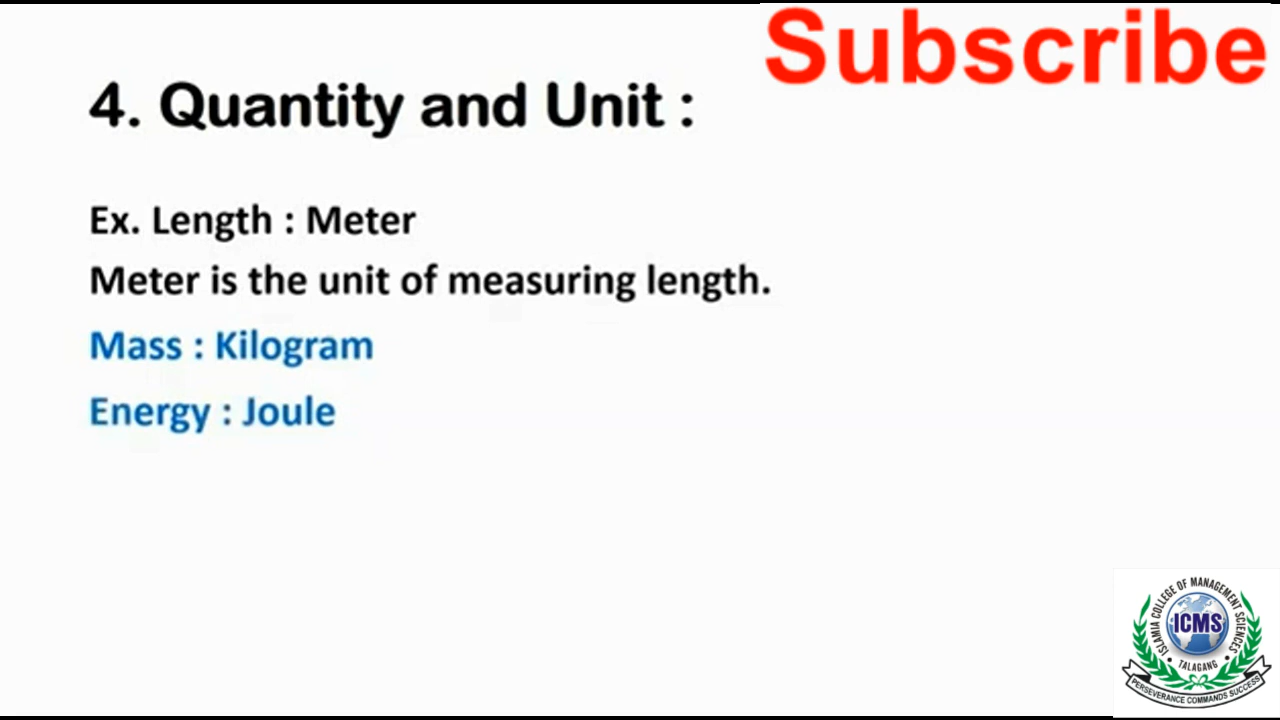 Subscribe
4. Quantity and Unit :
Ex. Length : Meter
Meter is the unit of measuring length.
Mass : Kilogram
Energy : Joule
ISLAMIA COLLEGE OF MANAGEMENT SCIENCES
ICMS
TALAGANG
PERSEVERANCE COMMANDS SUCCESS